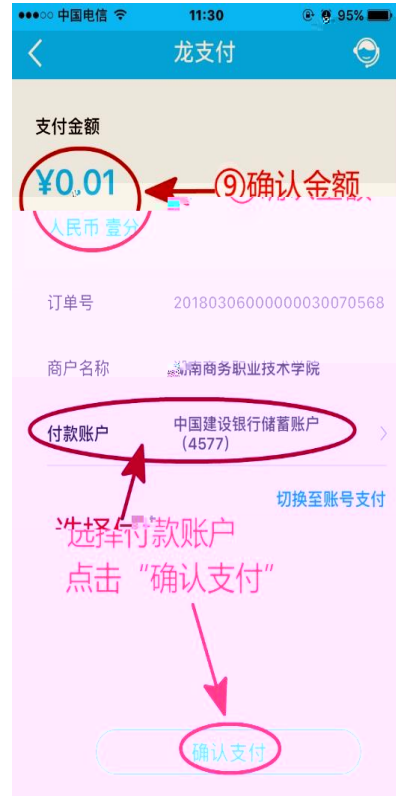 中国电信 11:30 95%
龙支付
支付金额
¥0.01 ⑨确认金额
人民币 壹分
订单号 20180306000000030070568
商户名称 湖南商务职业技术学院
付款账户 中国建设银行储蓄账户
(4577)
切换至账号支付
选择付款账户
点击“确认支付”
确认支付